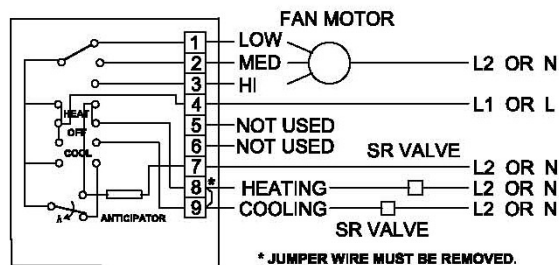 FAN MOTOR
1 LOW
2 MED L2 OR N
3 HI
4 L1 OR L
HEAT
5 NOT USED
OFF
6 NOT USED
SR VALVE
COOL
7 L2 OR N
8 * HEATING L2 OR N
9 COOLING L2 OR N
ANTICIPATOR
SR VALVE
* JUMPER WIRE MUST BE REMOVED.